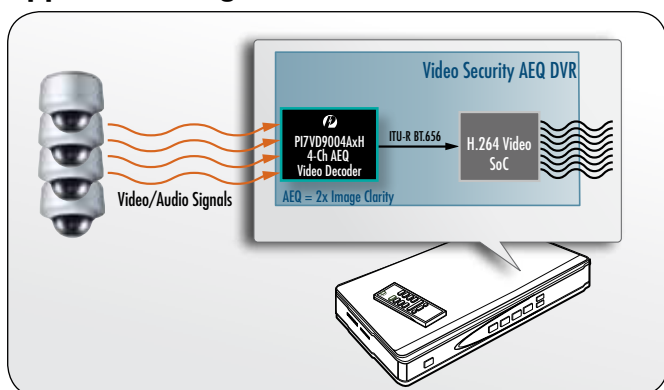 Video Security AEQ DVR
PI7VD9004AxH
4-Ch AEQ
Video Decoder
ITU-R BT.656
H.264 Video
SoC
Video/Audio Signals
AEQ = 2x Image Clarity